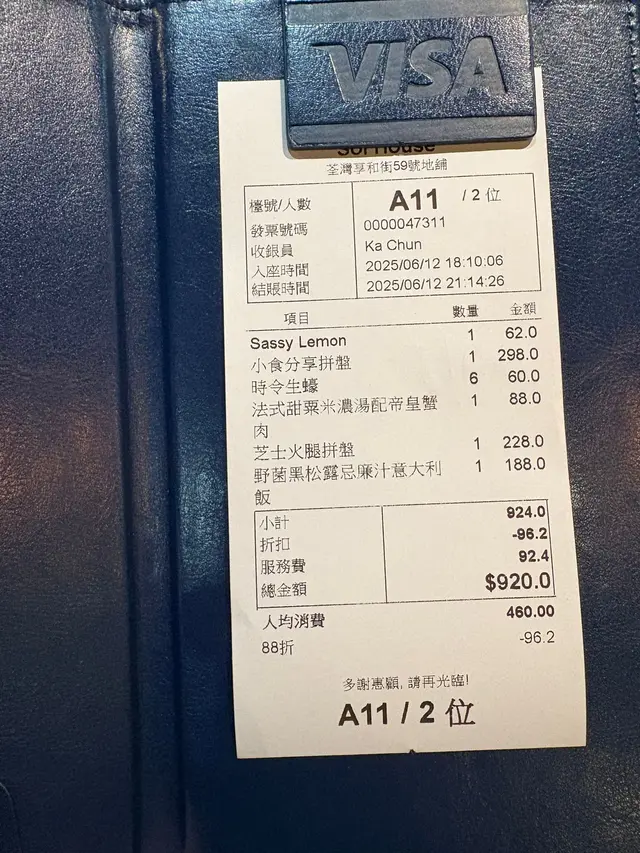 VISA
荃灣享和街59號地舖
檯號/人數 A11 / 2 位
發票號碼 0000047311
收銀員 Ka Chun
入座時間 2025/06/12 18:10:06
結賬時間 2025/06/12 21:14:26
項目 數量 金額
Sassy Lemon 1 62.0
小食分享拼盤 1 298.0
時令生蠔 6 60.0
法式甜粟米濃湯配帝皇蟹 1 88.0
肉
芝士火腿拼盤 1 228.0
野菌黑松露忌廉汁意大利 1 188.0
飯
小計 924.0
折扣 -96.2
服務費 92.4
總金額 $920.0
人均消費 460.00
88折 -96.2
多謝惠顧, 請再光臨!
A11 / 2 位